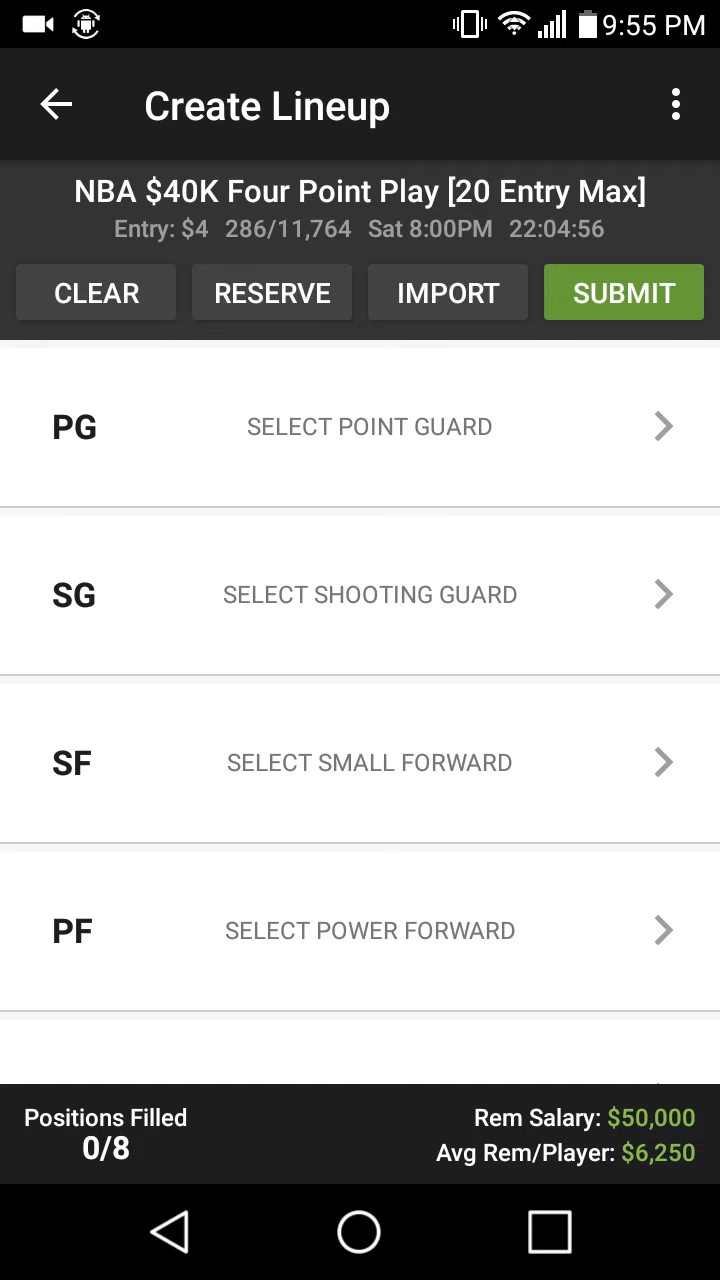 9:55 PM
Create Lineup
NBA $40K Four Point Play [20 Entry Max]
Entry: $4 286/11,764 Sat 8:00PM 22:04:56
CLEAR RESERVE IMPORT SUBMIT
PG SELECT POINT GUARD
SG SELECT SHOOTING GUARD
SF SELECT SMALL FORWARD
PF SELECT POWER FORWARD
Positions Filled Rem Salary: $50,000
0/8 Avg Rem/Player: $6,250